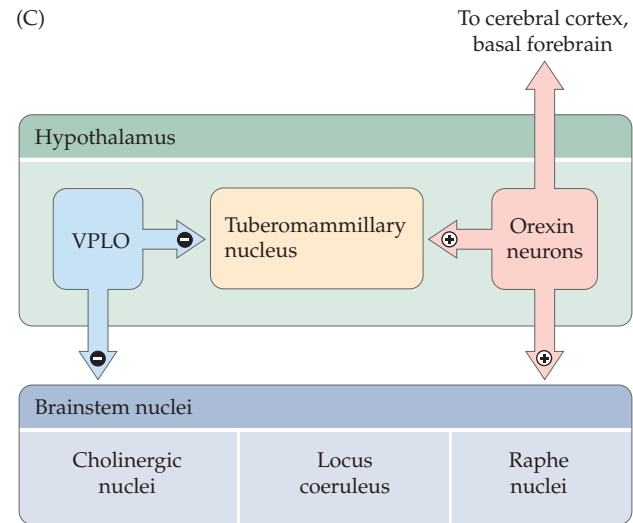 (C)
To cerebral cortex,
basal forebrain
Hypothalamus
VPLO
Tuberomammillary
nucleus
Orexin
neurons
Brainstem nuclei
Cholinergic
nuclei
Locus
coeruleus
Raphe
nuclei